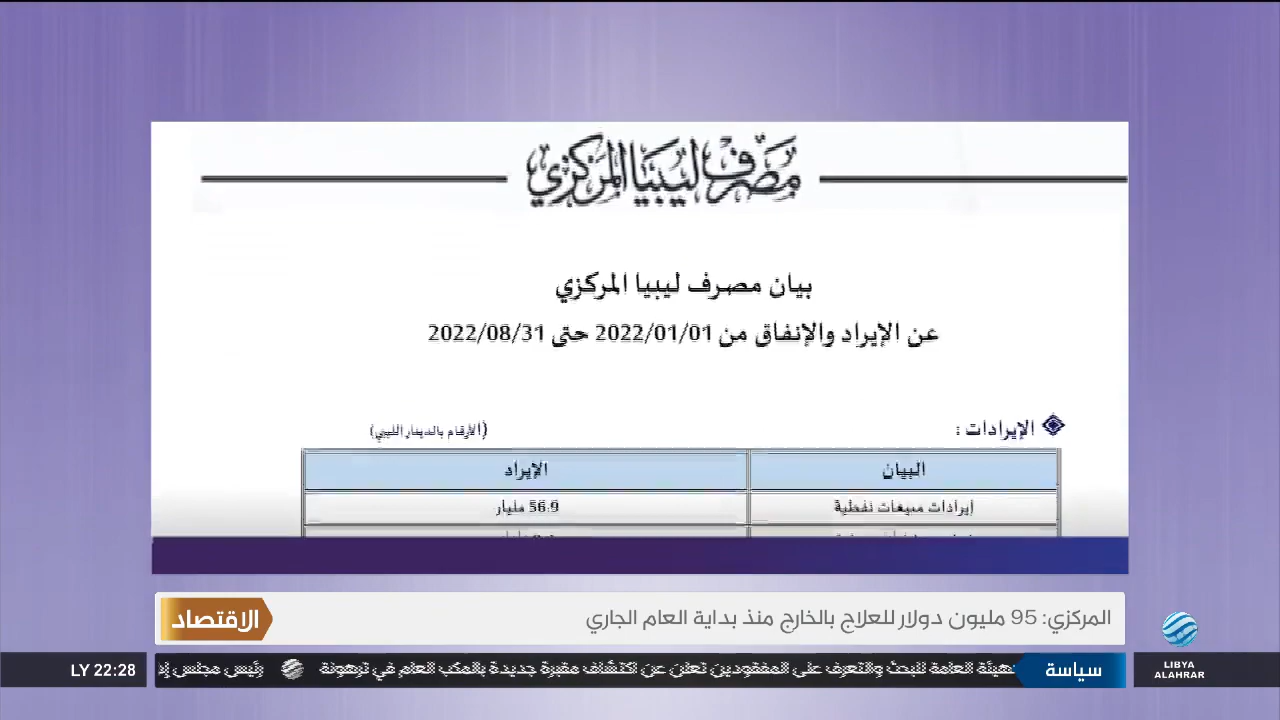 مصرف ليبيا المركزي
بيان مصرف ليبيا المركزي
عن الإيراد والإنفاق من 2022/01/01 حتى 2022/08/31
الإيرادات :
(الأرقام بالدينار الليبي)
البيان الإيراد
إيرادات مبيعات نفطية 56.9 مليار
المركزي: 95 مليون دولار للعلاج بالخارج منذ بداية العام الجاري
الاقتصاد
سياسة
العامة للبحث والتعرف على المفقودين تعلن عن اكتشاف مقبرة جديدة بالمكب العام في ترهونة
رئيس مجلس
LY 22:28
LIBYA
ALAHRAR